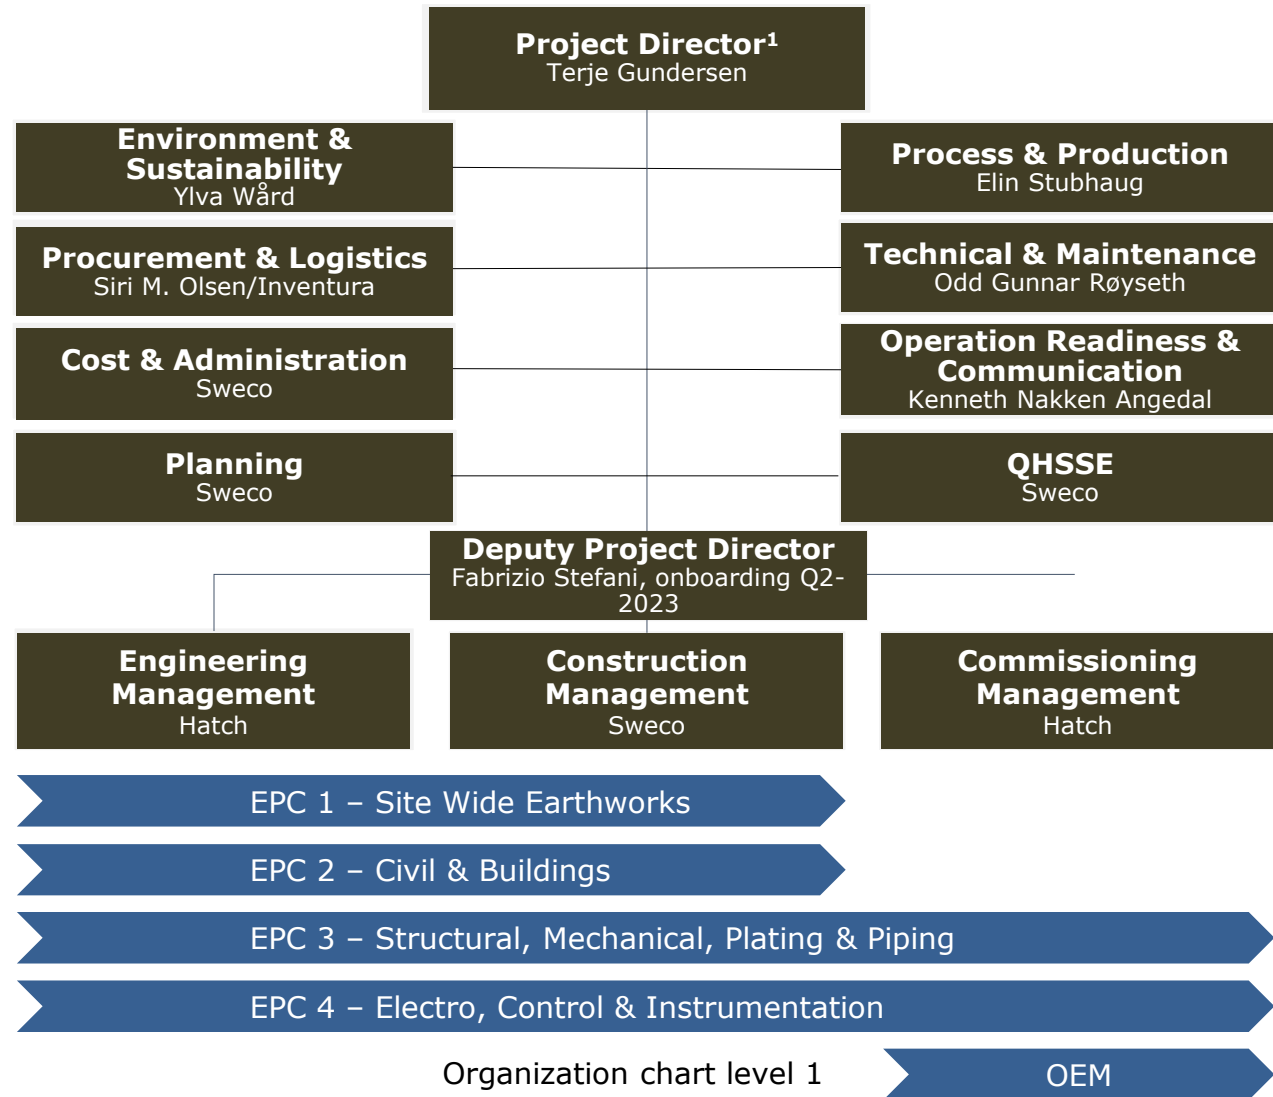 Project Director¹
Terje Gundersen
Environment &
Sustainability
Ylva Wård
Process & Production
Elin Stubhaug
Procurement & Logistics
Siri M. Olsen/Inventura
Technical & Maintenance
Odd Gunnar Røyseth
Cost & Administration
Sweco
Operation Readiness &
Communication
Kenneth Nakken Angedal
Planning
Sweco
QHSSE
Sweco
Deputy Project Director
Fabrizio Stefani, onboarding Q2-
2023
Engineering
Management
Hatch
Construction
Management
Sweco
Commissioning
Management
Hatch
EPC 1 – Site Wide Earthworks
EPC 2 – Civil & Buildings
EPC 3 – Structural, Mechanical, Plating & Piping
EPC 4 – Electro, Control & Instrumentation
Organization chart level 1
OEM